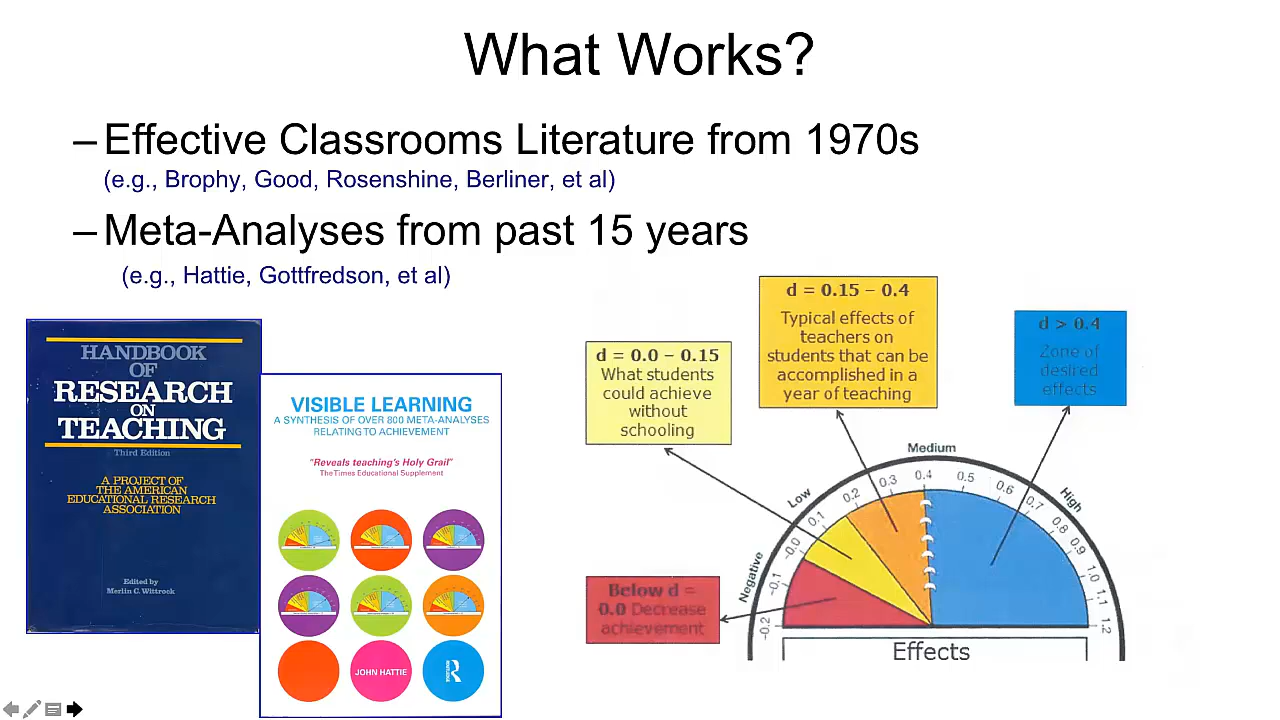 What Works?
–Effective Classrooms Literature from 1970s
(e.g., Brophy, Good, Rosenshine, Berliner, et al)
–Meta-Analyses from past 15 years
(e.g., Hattie, Gottfredson, et al)
HANDBOOK
OF
RESEARCH
ON
TEACHING
Third Edition
A PROJECT OF
THE AMERICAN
EDUCATIONAL RESEARCH
ASSOCIATION
Edited by
Merlin C. Wittrock
VISIBLE LEARNING
A SYNTHESIS OF OVER 800 META-ANALYSES
RELATING TO ACHIEVEMENT
"Reveals teaching's Holy Grail"
The Times Educational Supplement
JOHN HATTIE
R
d = 0.0 – 0.15
What students
could achieve
without
schooling
d = 0.15 – 0.4
Typical effects of
teachers on
students that can be
accomplished in a
year of teaching
d > 0.4
Zone of
desired
effects
Below d =
0.0 Decrease
achievement
Negative
Low
Medium
High
-0.2
-0.1
-0.0
0.1
0.2
0.3
0.4
0.5
0.6
0.7
0.8
0.9
1.0
1.1
1.2
Effects